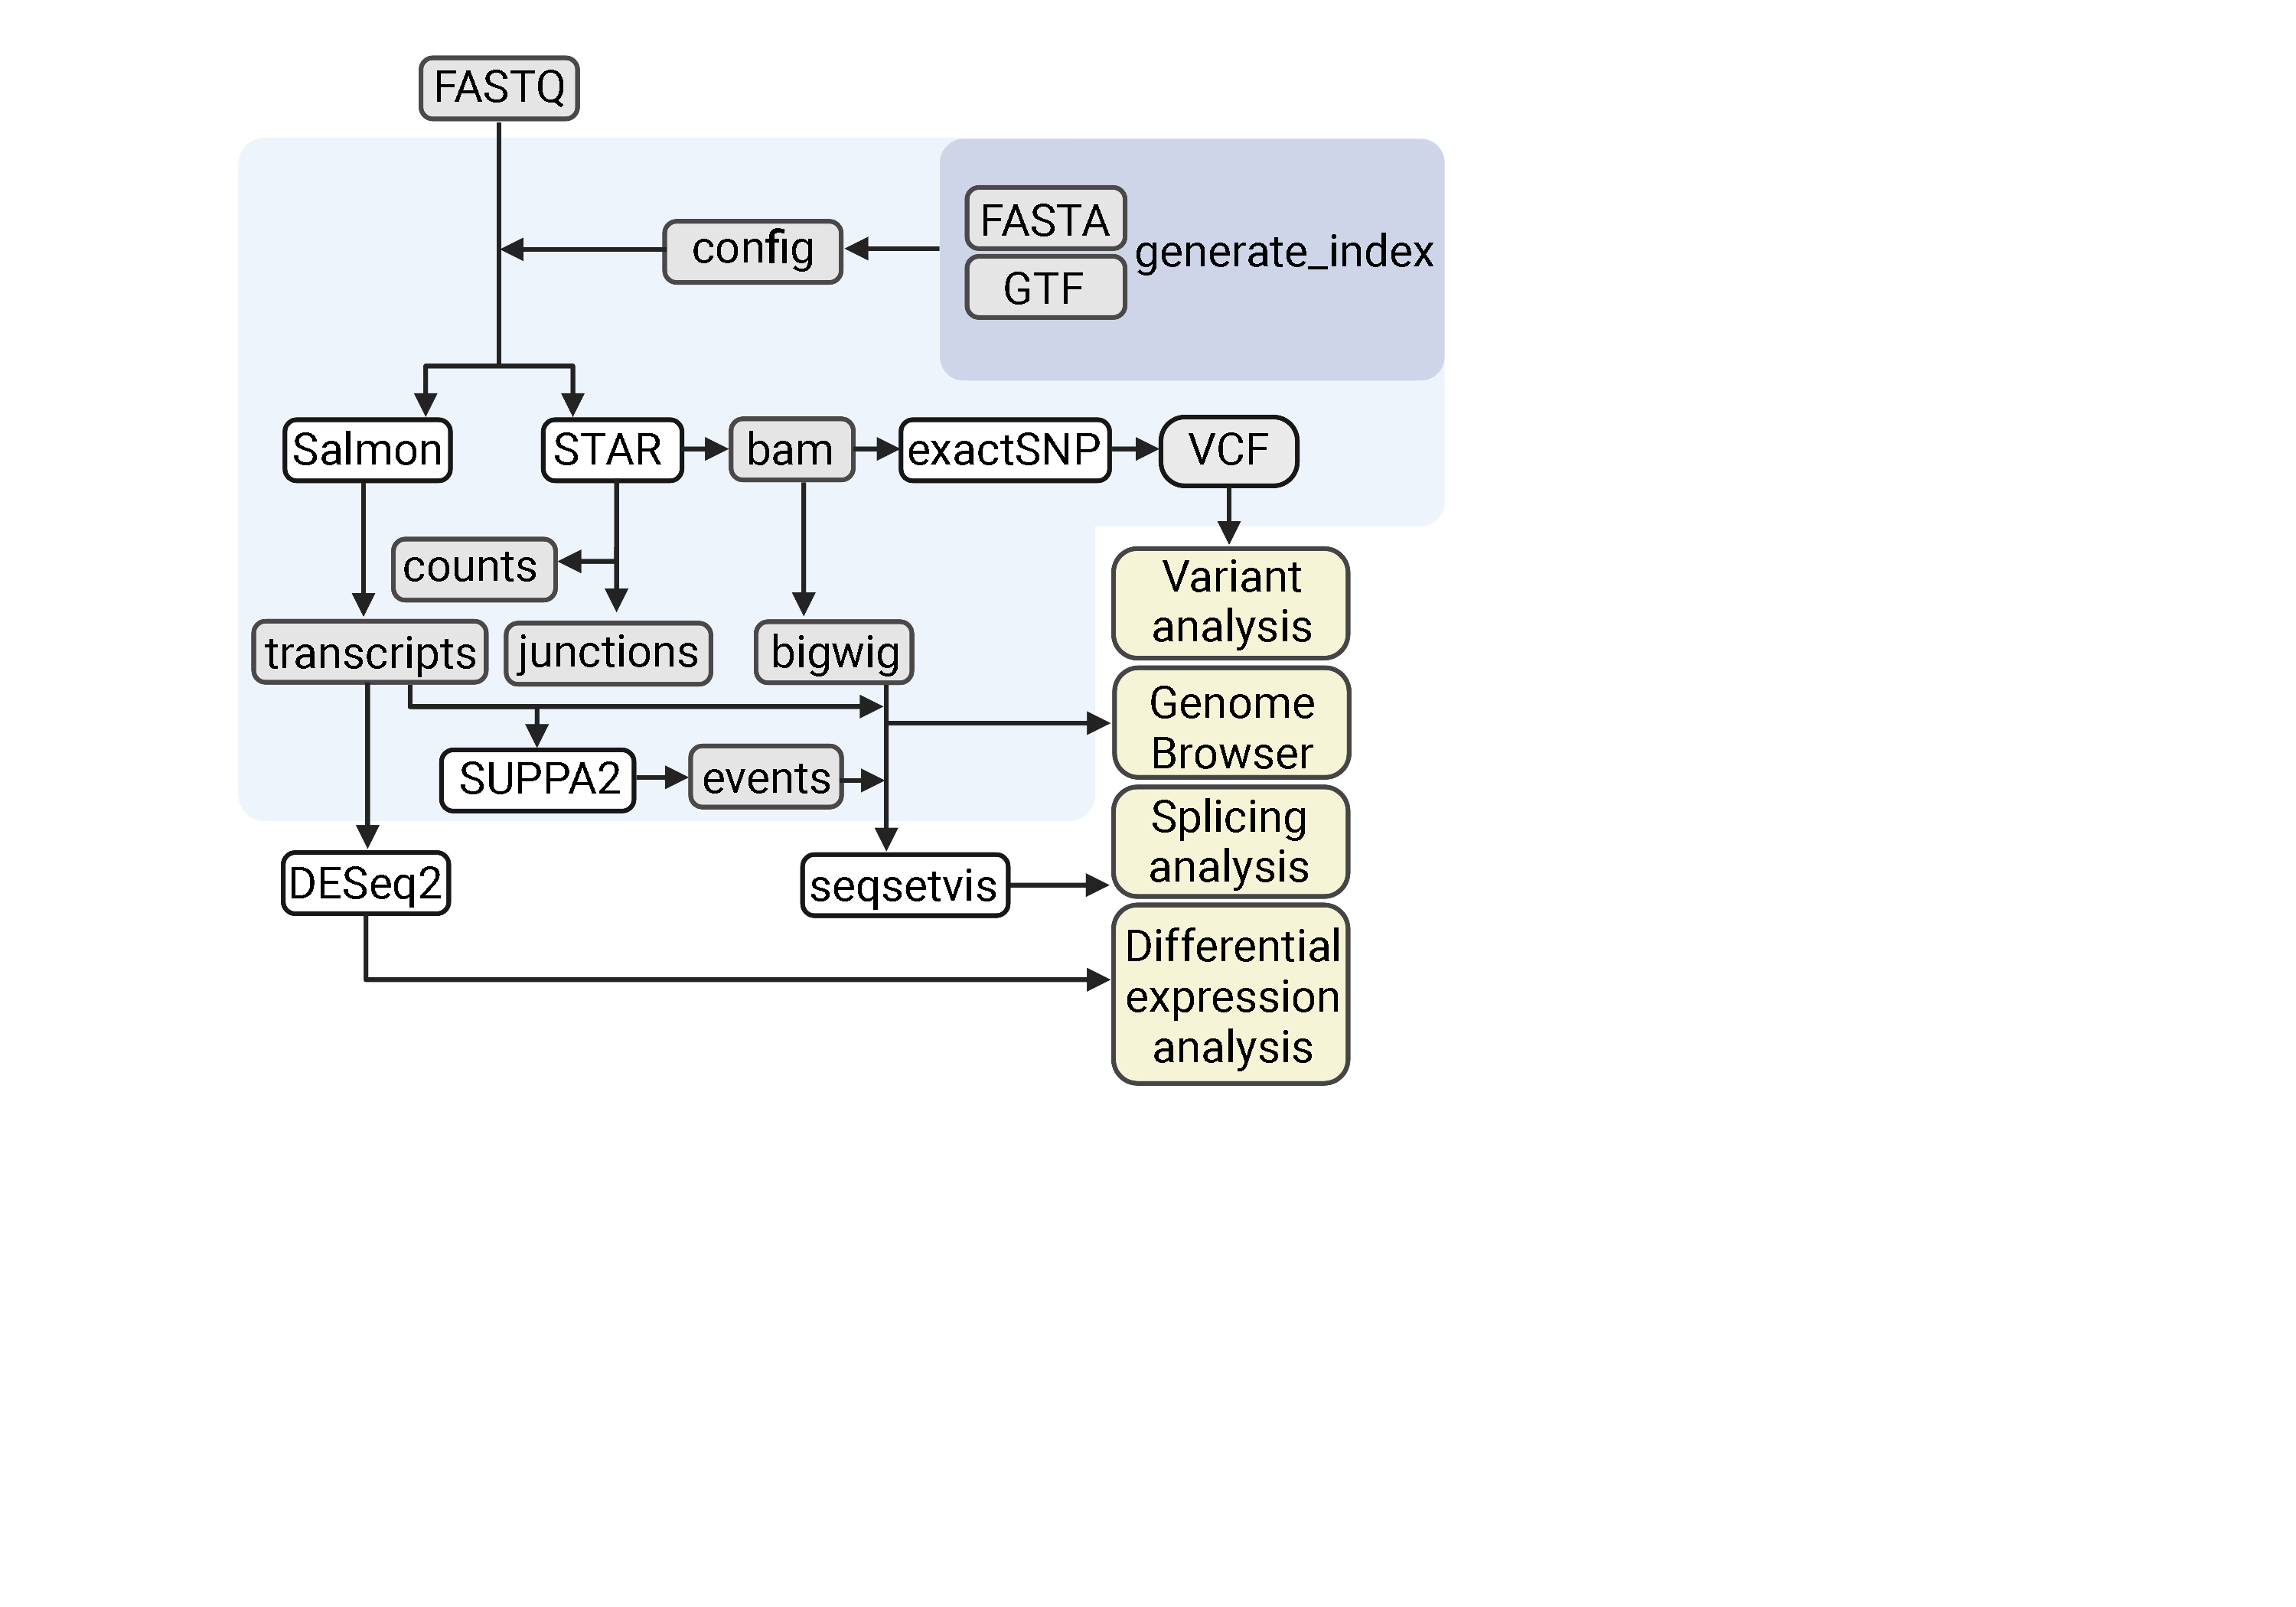 FASTQ
FASTA
config
generate_index
GTF
Salmon
STAR
bam
exactSNP
VCF
counts
Variant
analysis
transcripts
junctions
bigwig
Genome
Browser
SUPPA2
events
Splicing
analysis
DESeq2
seqsetvis
Differential
expression
analysis